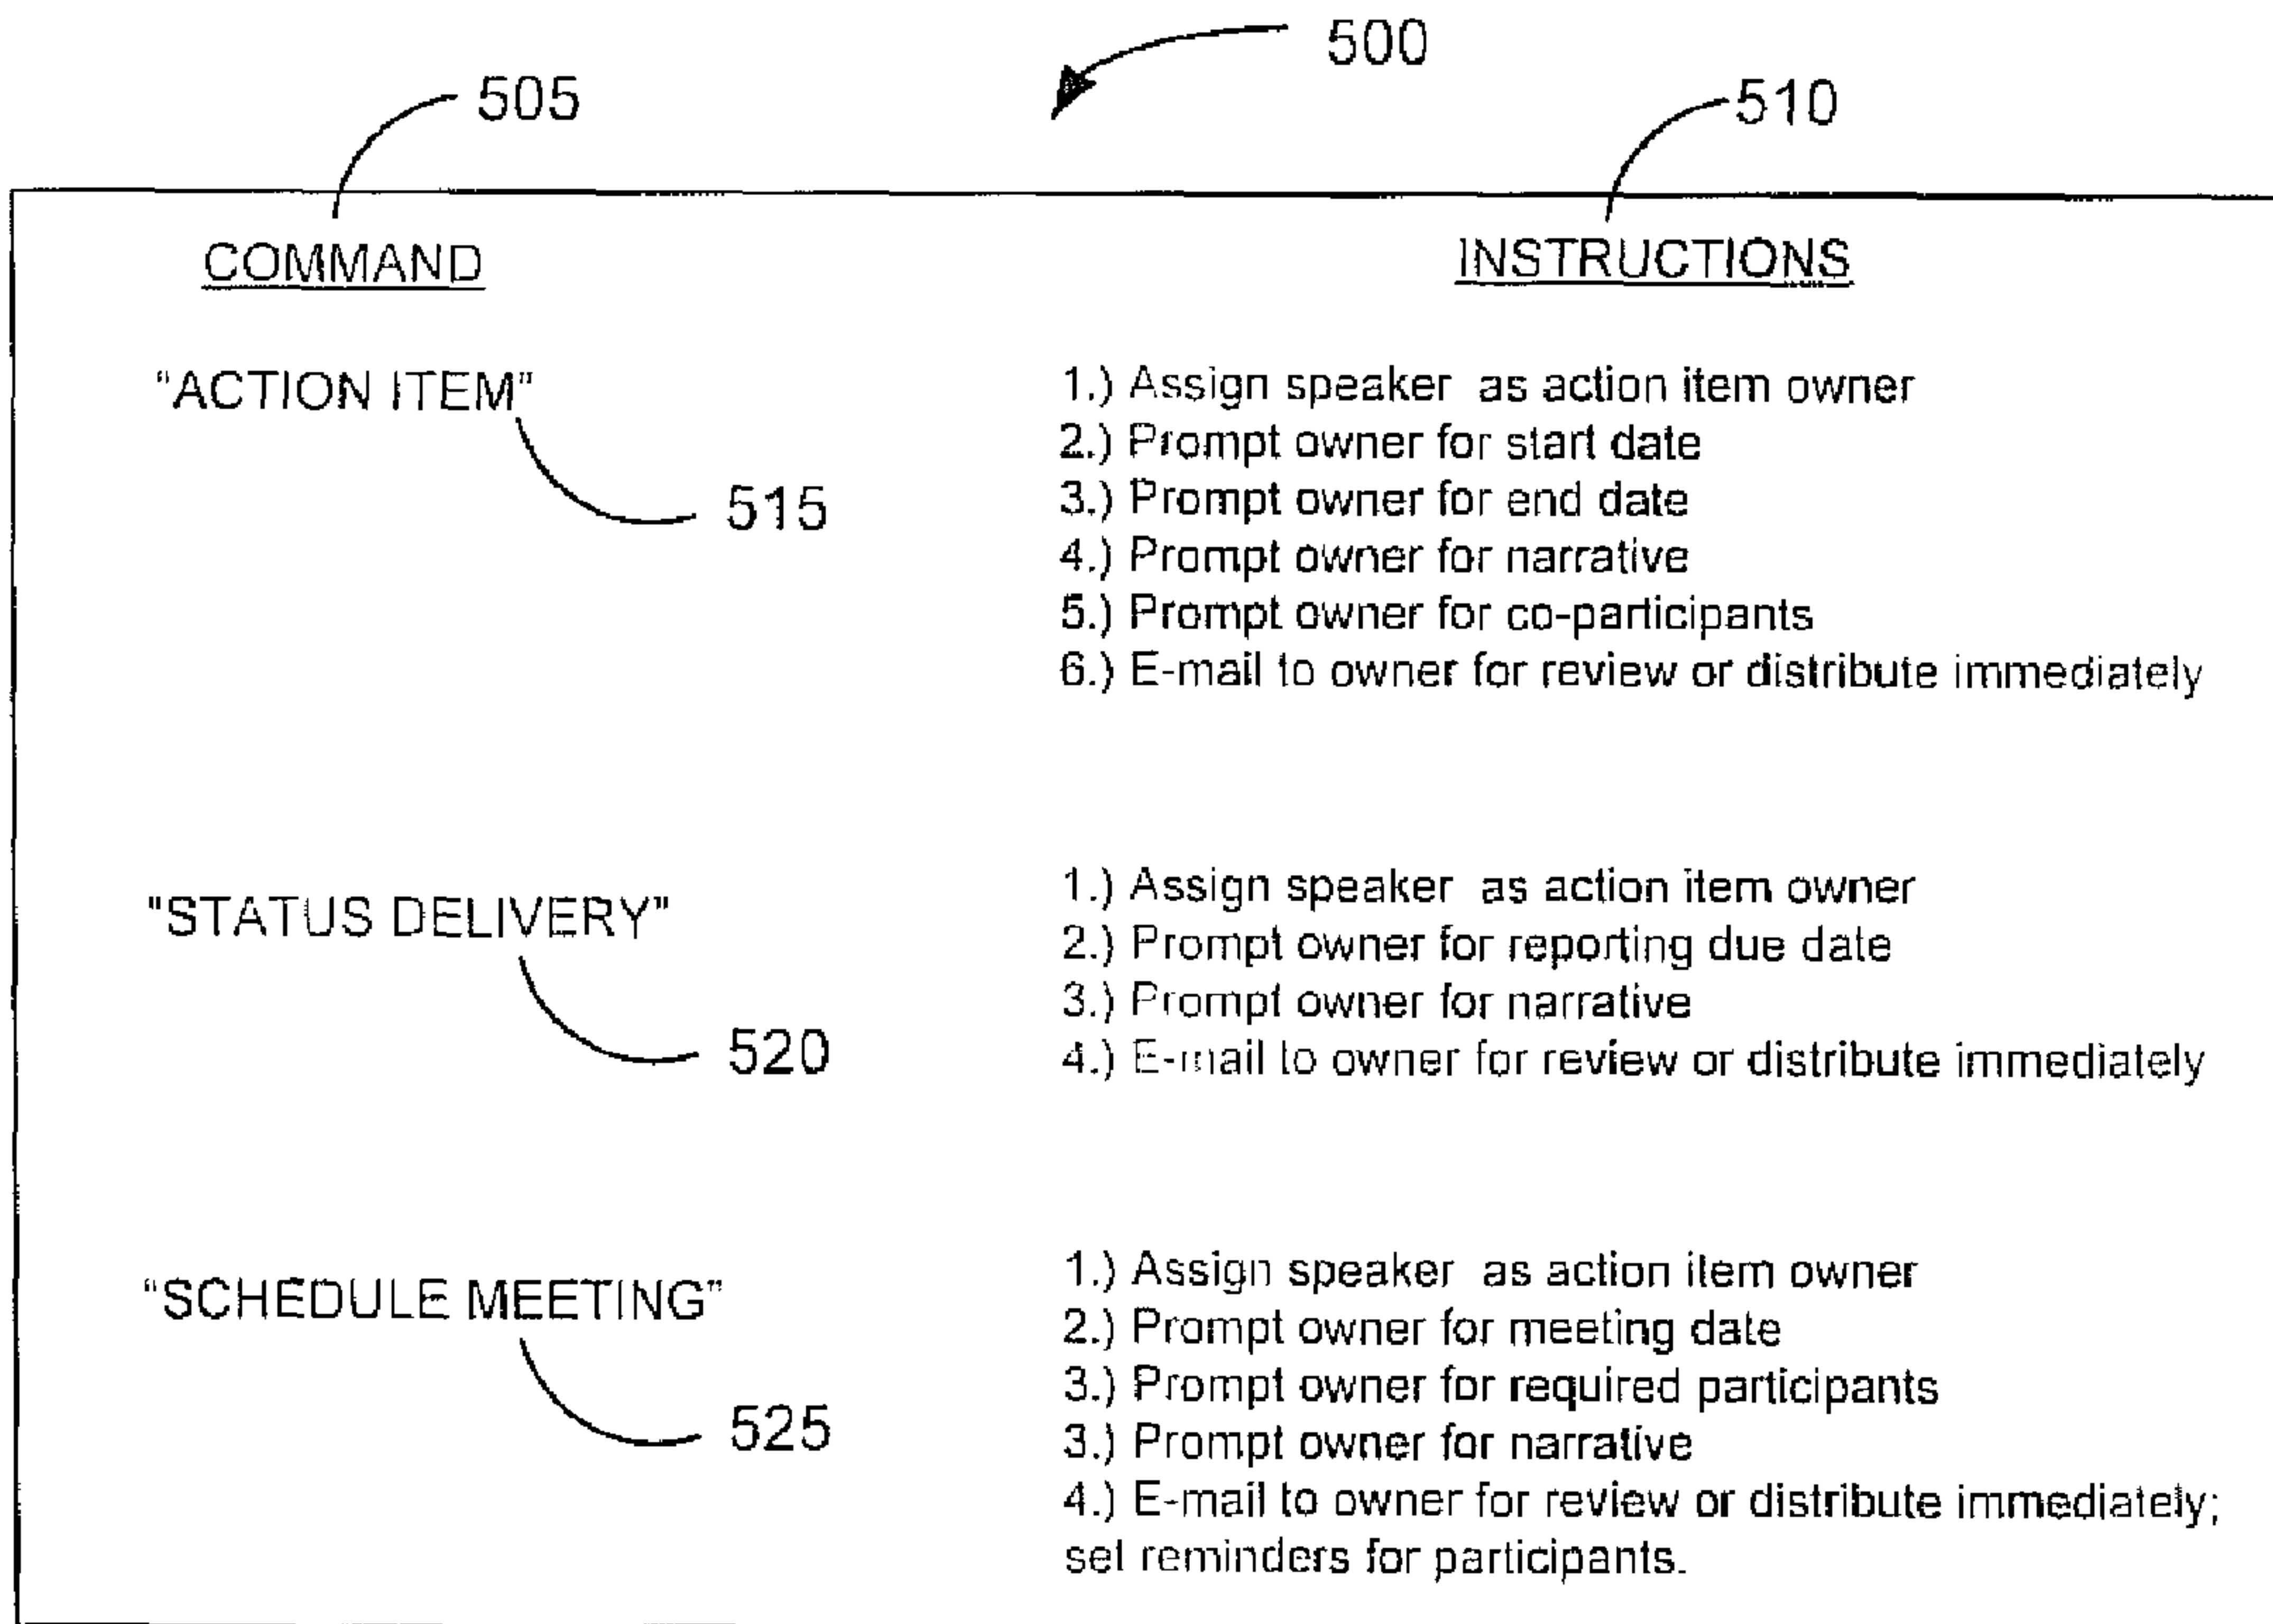 500
505
510
COMMAND
INSTRUCTIONS
“ACTION ITEM”
515
1.) Assign speaker as action item owner
2.) Prompt owner for start date
3.) Prompt owner for end date
4.) Prompt owner for narrative
5.) Prompt owner for co-participants
6.) E-mail to owner for review or distribute immediately
"STATUS DELIVERY"
520
1.) Assign speaker as action item owner
2.) Prompt owner for reporting due date
3.) Prompt owner for narrative
4.) E-mail to owner for review or distribute immediately
“SCHEDULE MEETING”
525
1.) Assign speaker as action item owner
2.) Prompt owner for meeting date
3.) Prompt owner for required participants
3.) Prompt owner for narrative
4.) E-mail to owner for review or distribute immediately;
set reminders for participants.